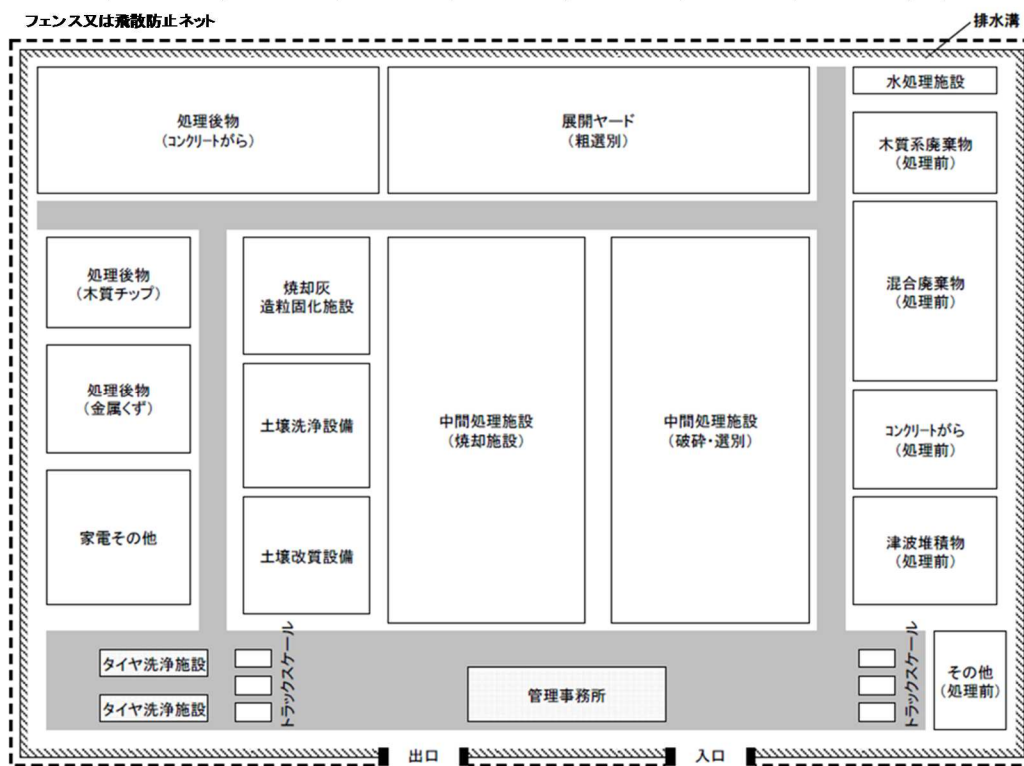 フェンス又は飛散防止ネット
排水溝
処理後物
（コンクリートがら）
展開ヤード
（粗選別）
水処理施設
木質系廃棄物
（処理前）
処理後物
（木質チップ）
焼却灰
造粒固化施設
混合廃棄物
（処理前）
処理後物
（金属くず）
土壌洗浄設備
中間処理施設
（焼却施設）
中間処理施設
（破砕・選別）
コンクリートがら
（処理前）
家電その他
土壌改質設備
津波堆積物
（処理前）
タイヤ洗浄施設
タイヤ洗浄施設
トラックスケール
管理事務所
トラックスケール
その他
（処理前）
出口
入口